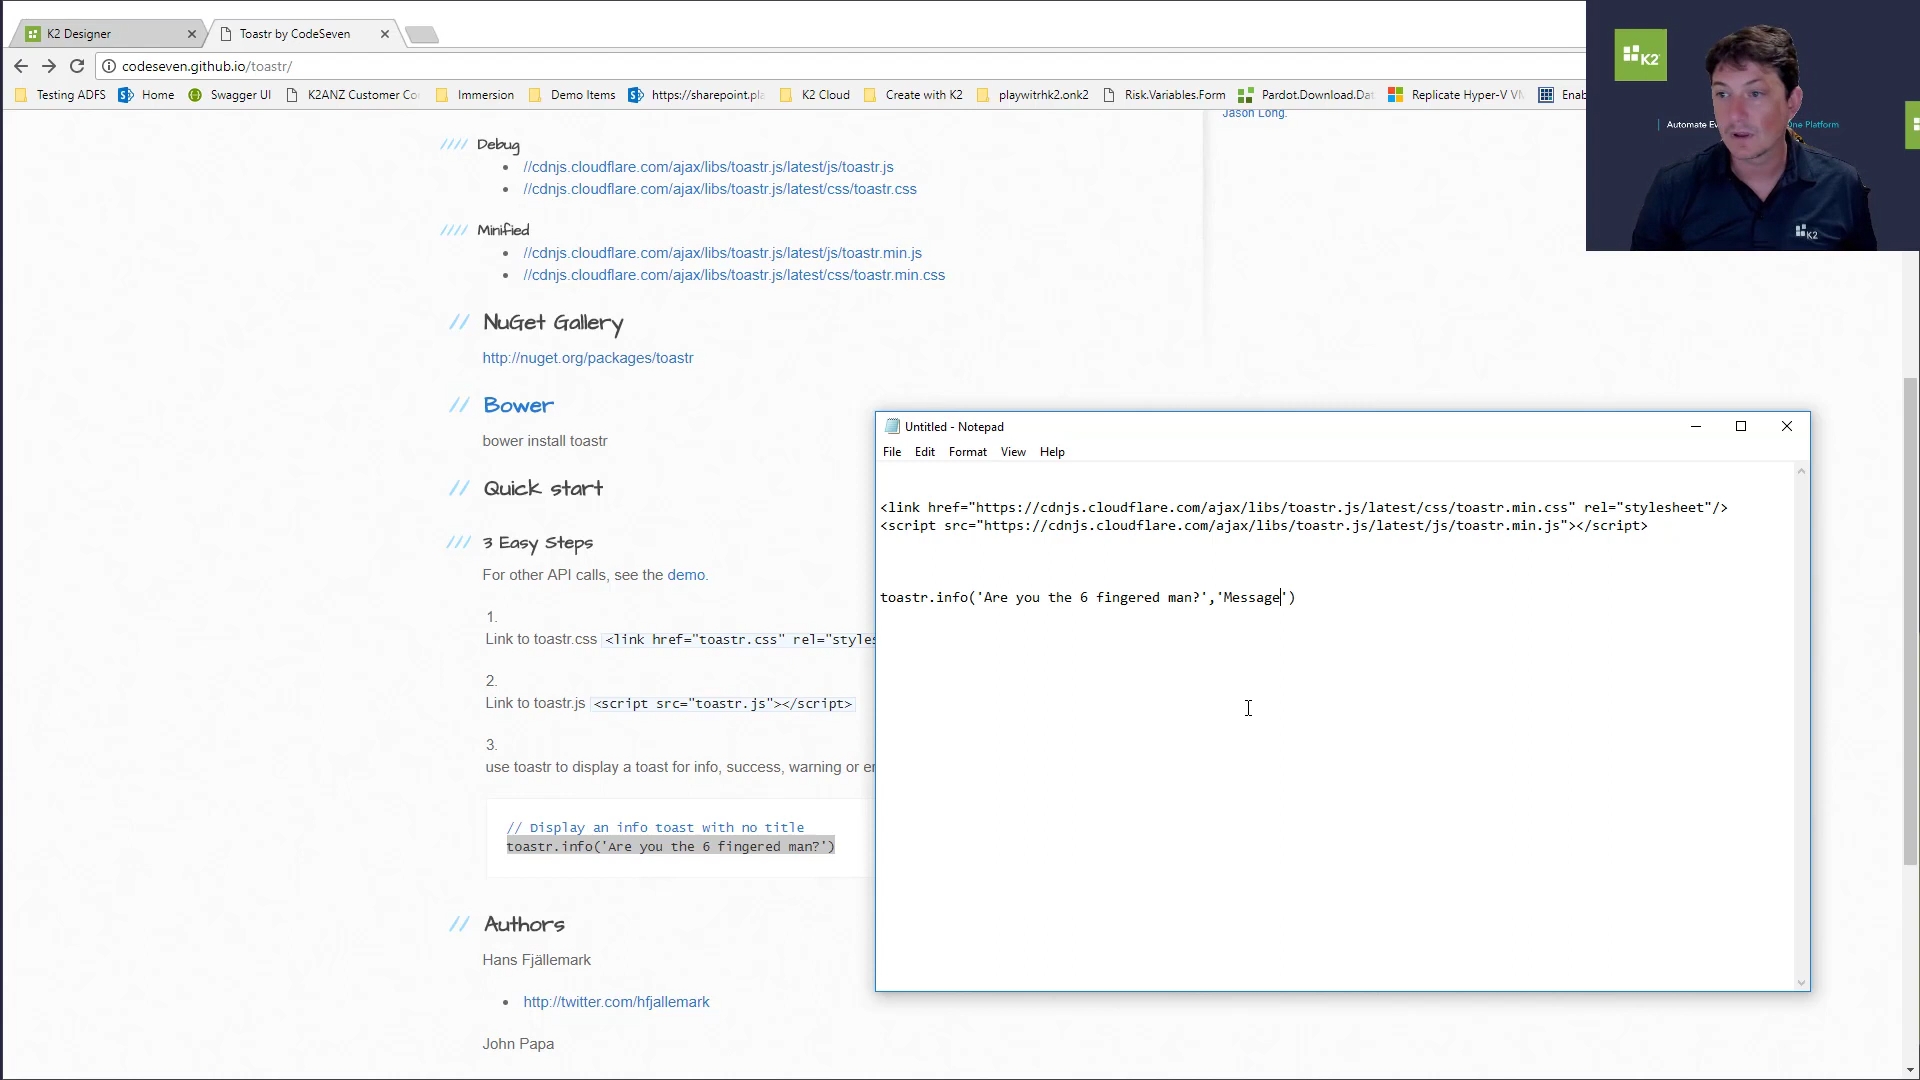 K2 Designer
Toastr by CodeSeven
codeseven.github.io/toastr/
Testing ADFS
Home
Swagger UI
K2ANZ Customer Co
Immersion
Demo Items
https://sharepoint.pla
K2 Cloud
Create with K2
playwitrhk2.onk2
Risk.Variables.Form
Pardot.Download.Dat
Replicate Hyper-V VM
Enab
K2
Automate Ev
One Platform
K2
Jason Long.
//// Debug
//cdnjs.cloudflare.com/ajax/libs/toastr.js/latest/js/toastr.js
//cdnjs.cloudflare.com/ajax/libs/toastr.js/latest/css/toastr.css
//// Minified
//cdnjs.cloudflare.com/ajax/libs/toastr.js/latest/js/toastr.min.js
//cdnjs.cloudflare.com/ajax/libs/toastr.js/latest/css/toastr.min.css
// NuGet Gallery
http://nuget.org/packages/toastr
// Bower
bower install toastr
// Quick start
/// 3 Easy Steps
For other API calls, see the demo.
1.
Link to toastr.css <link href="toastr.css" rel="styles
2.
Link to toastr.js <script src="toastr.js"></script>
3.
use toastr to display a toast for info, success, warning or er
// Display an info toast with no title
toastr.info('Are you the 6 fingered man?')
// Authors
Hans Fjällemark
http://twitter.com/hfjallemark
John Papa
Untitled - Notepad
File Edit Format View Help
<link href="https://cdnjs.cloudflare.com/ajax/libs/toastr.js/latest/css/toastr.min.css" rel="stylesheet"/>
<script src="https://cdnjs.cloudflare.com/ajax/libs/toastr.js/latest/js/toastr.min.js"></script>
toastr.info('Are you the 6 fingered man?','Message')